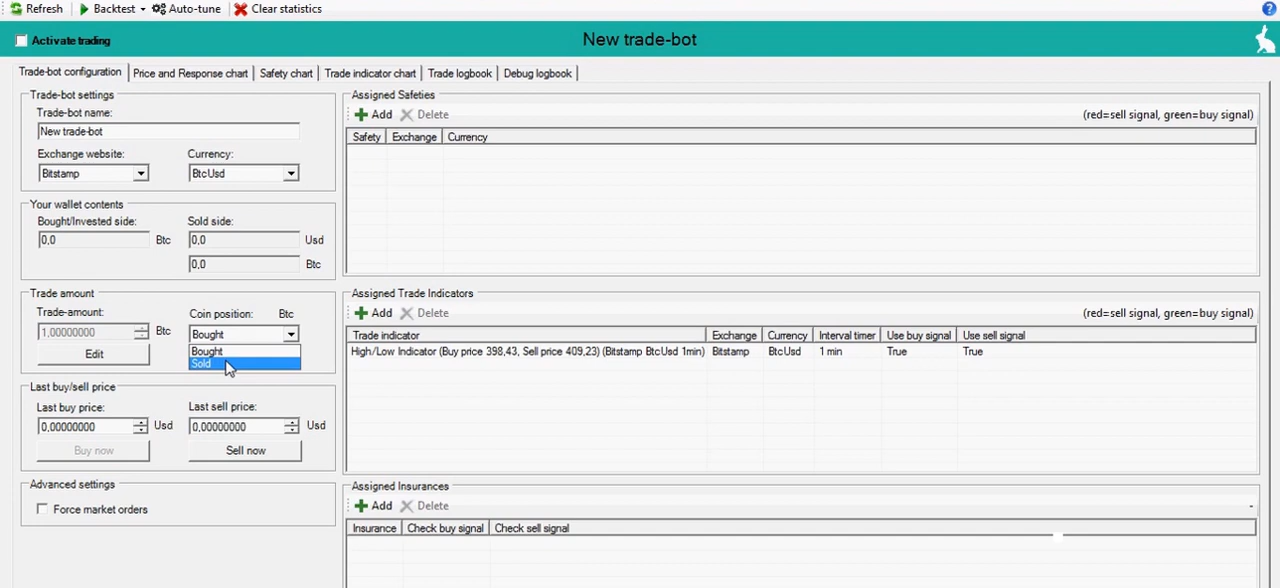 Refresh Backtest Auto-tune Clear statistics ?
Activate trading New trade-bot
Trade-bot configuration Price and Response chart Safety chart Trade indicator chart Trade logbook Debug logbook
Trade-bot settings
Trade-bot name:
New trade-bot
Exchange website: Currency:
Bitstamp BtcUsd
Your wallet contents
Bought/Invested side: Sold side:
0,0 Btc 0,0 Usd
0,0 Btc
Trade amount
Trade-amount: Coin position: Btc
1,00000000 Btc Bought
Bought
Edit Sold
Last buy/sell price
Last buy price: Last sell price:
0,00000000 Usd 0,00000000 Usd
Buy now Sell now
Advanced settings
Force market orders
Assigned Safeties
Add Delete (red=sell signal, green=buy signal)
Safety Exchange Currency
Assigned Trade Indicators
Add Delete (red=sell signal, green=buy signal)
Trade indicator Exchange Currency Interval timer Use buy signal Use sell signal
High/Low Indicator (Buy price 398,43, Sell price 409,23) (Bitstamp BtcUsd 1min) Bitstamp BtcUsd 1 min True True
Assigned Insurances
Add Delete -
Insurance Check buy signal Check sell signal